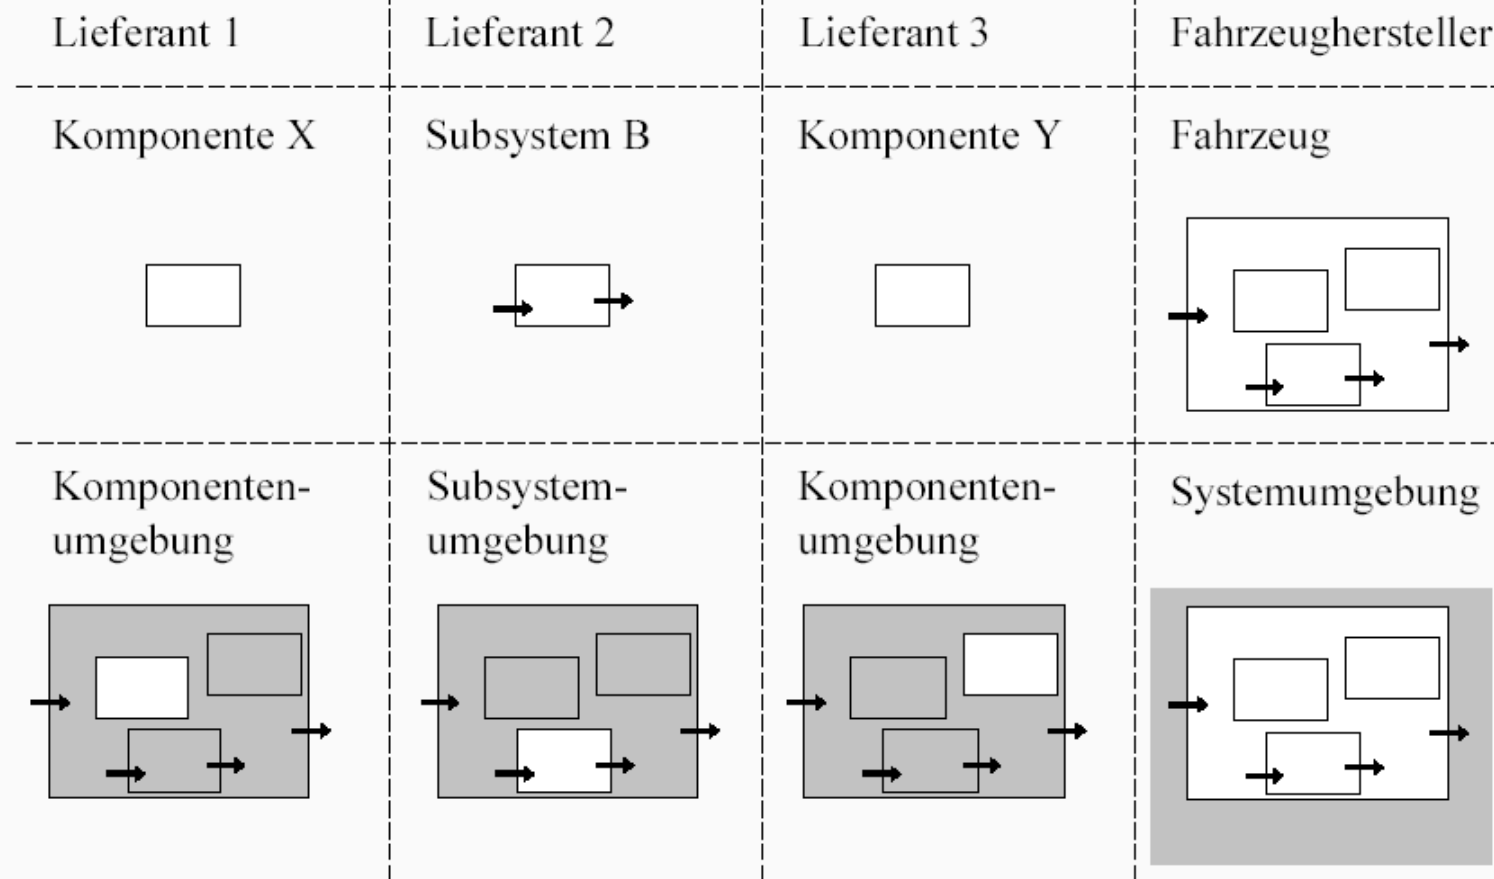 Lieferant 1
Lieferant 2
Lieferant 3
Fahrzeughersteller
Komponente X
Subsystem B
Komponente Y
Fahrzeug
Komponenten-
umgebung
Subsystem-
umgebung
Komponenten-
umgebung
Systemumgebung